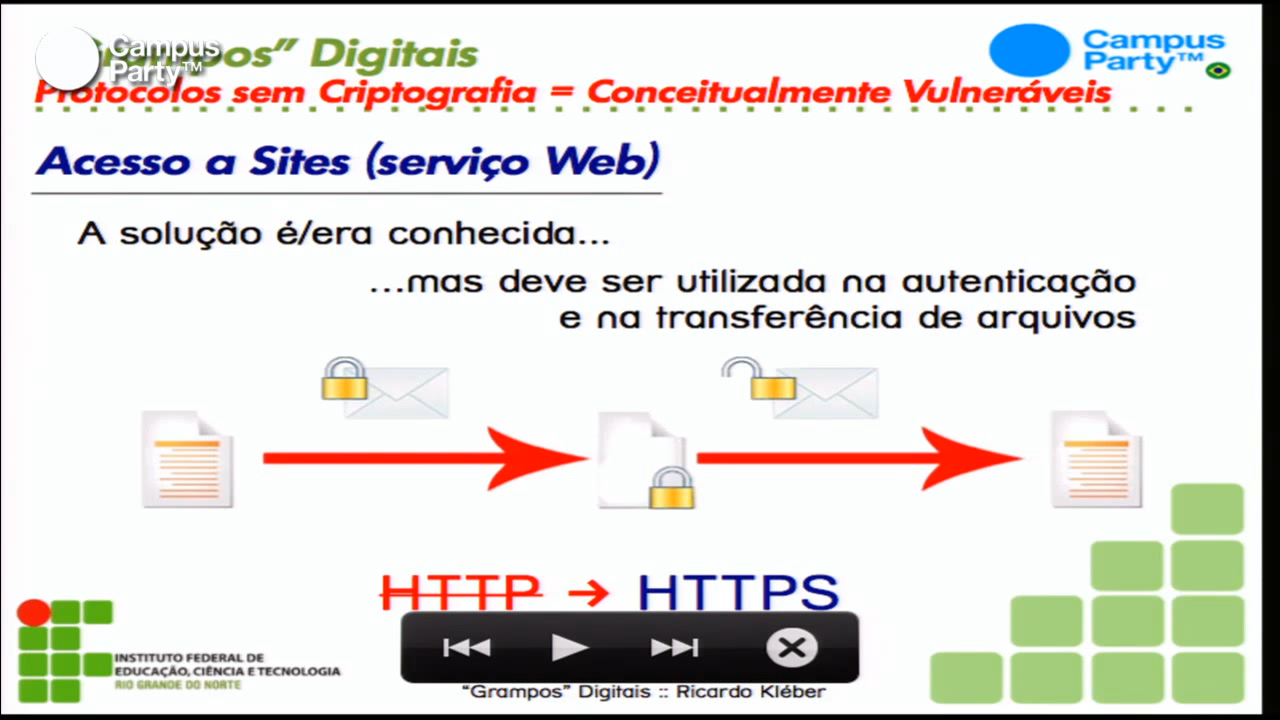 Campus
Party™
"Grampos" Digitais
Campus
Party™
Protocolos sem Criptografia = Conceitualmente Vulneráveis
Acesso a Sites (serviço Web)
A solução é/era conhecida...
...mas deve ser utilizada na autenticação
e na transferência de arquivos
HTTP → HTTPS
INSTITUTO FEDERAL DE
EDUCAÇÃO, CIÊNCIA E TECNOLOGIA
RIO GRANDE DO NORTE
"Grampos" Digitais :: Ricardo Kléber